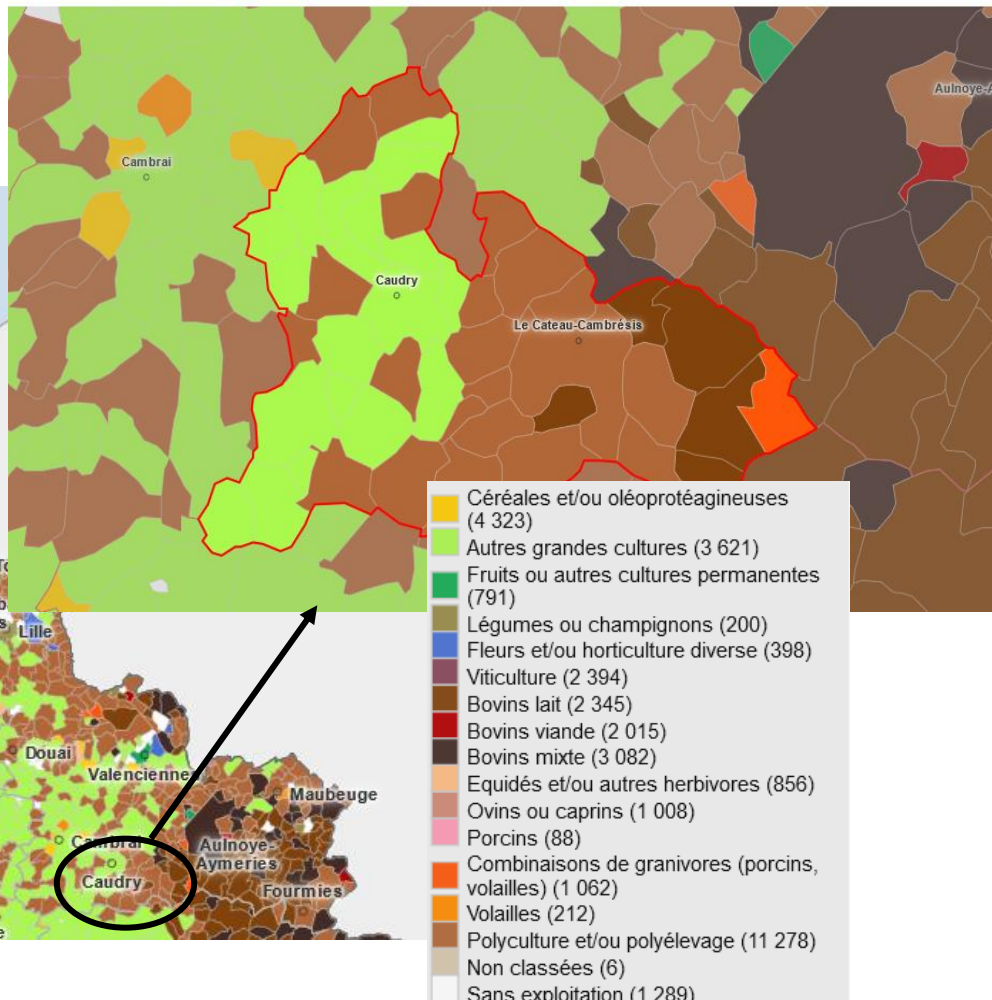 Aulnoye-A
Cambrai
Caudry
Le Cateau-Cambrésis
Céréales et/ou oléoprotéagineuses
(4 323)
Autres grandes cultures (3 621)
Fruits ou autres cultures permanentes
(791)
Légumes ou champignons (200)
Fleurs et/ou horticulture diverse (398)
Viticulture (2 394)
Bovins lait (2 345)
Bovins viande (2 015)
Bovins mixte (3 082)
Equidés et/ou autres herbivores (856)
Ovins ou caprins (1 008)
Porcins (88)
Combinaisons de granivores (porcins,
volailles) (1 062)
Volailles (212)
Polyculture et/ou polyélevage (11 278)
Non classées (6)
Sans exploitation (1 289)
Lille
Douai
Valenciennes
Maubeuge
Cambrai
Aulnoye-
Aymeries
Caudry
Fourmies